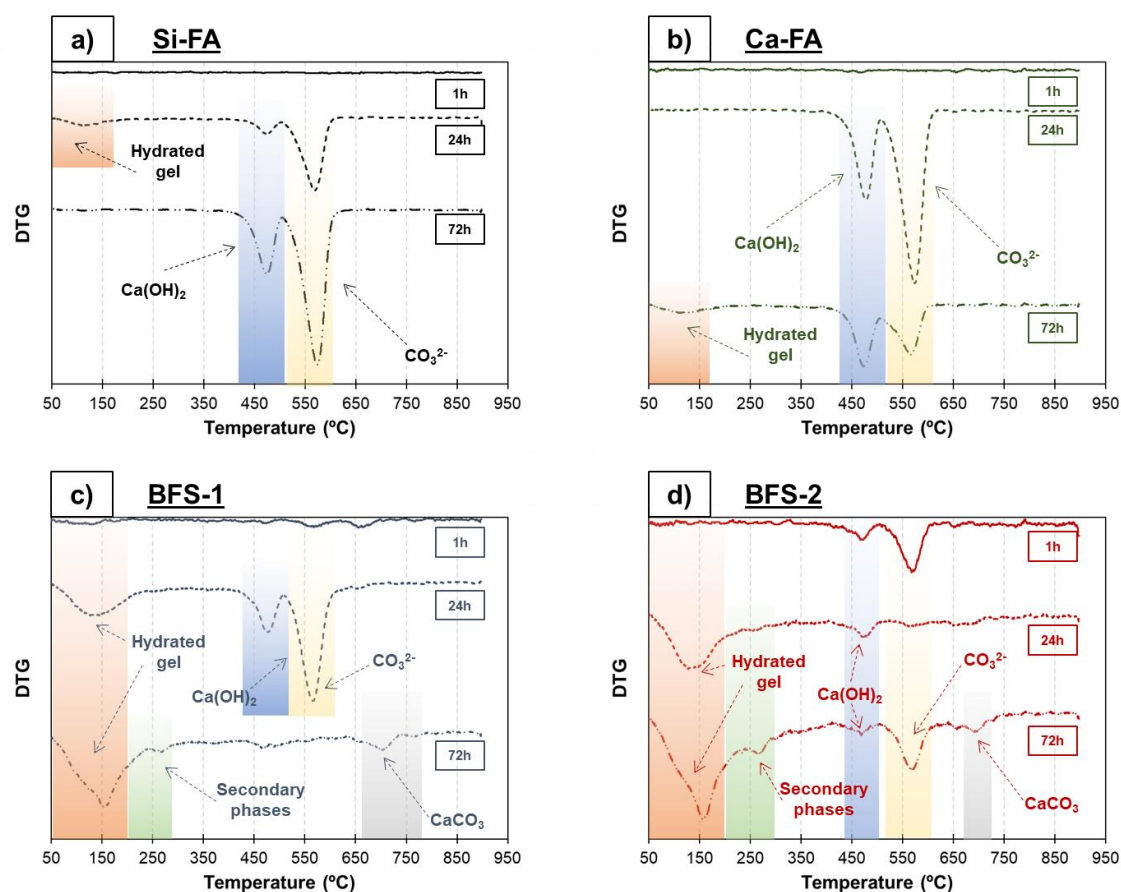 a) Si-FA
1h
24h
Hydrated
gel
72h
DTG
Ca(OH)2
CO3²⁻
50 150 250 350 450 550 650 750 850 950
Temperature (ºC)
b) Ca-FA
1h
24h
DTG
Ca(OH)2
CO3²⁻
72h
Hydrated
gel
50 150 250 350 450 550 650 750 850 950
Temperature (ºC)
c) BFS-1
1h
24h
Hydrated
gel
DTG
Ca(OH)2
CO3²⁻
72h
Secondary
phases
CaCO3
50 150 250 350 450 550 650 750 850 950
Temperature (ºC)
d) BFS-2
1h
24h
Hydrated
gel
CO3²⁻
DTG
Ca(OH)2
72h
Secondary
phases
CaCO3
50 150 250 350 450 550 650 750 850 950
Temperature (ºC)